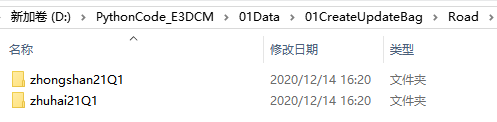 新加卷 (D:) > PythonCode_E3DCM > 01Data > 01CreateUpdateBag > Road >
名称 修改日期 类型
zhongshan21Q1 2020/12/14 16:20 文件夹
zhuhai21Q1 2020/12/14 16:20 文件夹